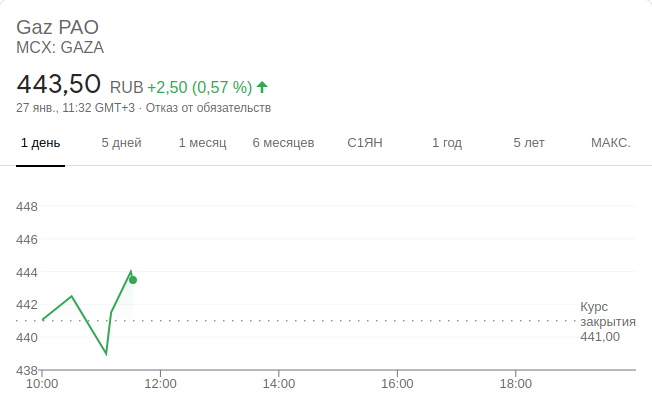 Gaz PAO
MCX: GAZA
443,50 RUB +2,50 (0,57 %)
27 янв., 11:32 GMT+3 · Отказ от обязательств
1 день 5 дней 1 месяц 6 месяцев С1ЯН 1 год 5 лет МАКС.
448
446
444
442
440
438
Курс
закрытия
441,00
10:00 12:00 14:00 16:00 18:00